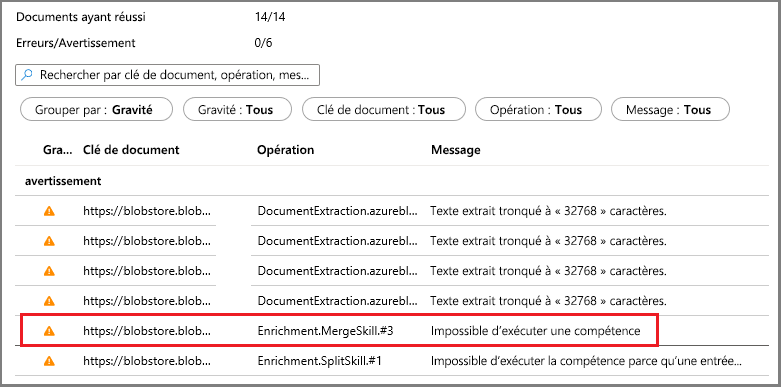 Documents ayant réussi 14/14
Erreurs/Avertissement 0/6
Rechercher par clé de document, opération, mes...
Grouper par : Gravité Gravité : Tous Clé de document : Tous Opération : Tous Message : Tous
Gra... Clé de document Opération Message
avertissement
https://blobstore.blob... DocumentExtraction.azurebl... Texte extrait tronqué à « 32768 » caractères.
https://blobstore.blob... DocumentExtraction.azurebl... Texte extrait tronqué à « 32768 » caractères.
https://blobstore.blob... DocumentExtraction.azurebl... Texte extrait tronqué à « 32768 » caractères.
https://blobstore.blob... DocumentExtraction.azurebl... Texte extrait tronqué à « 32768 » caractères.
https://blobstore.blob... Enrichment.MergeSkill.#3 Impossible d'exécuter une compétence
https://blobstore.blob... Enrichment.SplitSkill.#1 Impossible d'exécuter la compétence parce qu'une entrée...